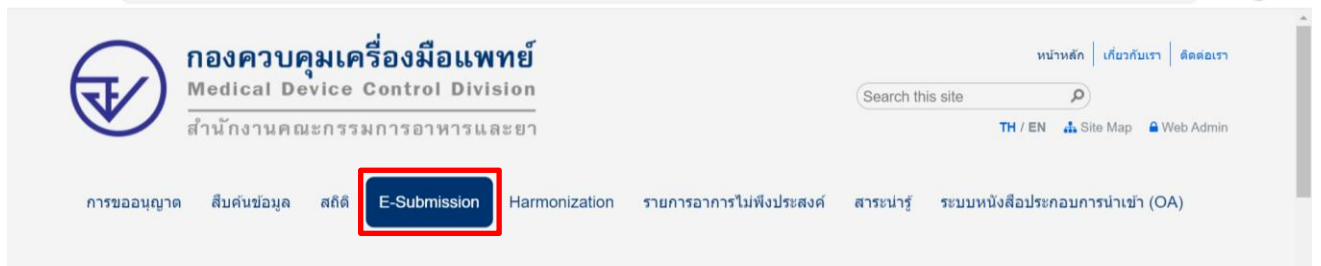 กองควบคุมเครื่องมือแพทย์
Medical Device Control Division
สำนักงานคณะกรรมการอาหารและยา
หน้าหลัก เกี่ยวกับเรา ติดต่อเรา
Search this site
TH / EN Site Map Web Admin
การขออนุญาต สืบค้นข้อมูล สถิติ E-Submission Harmonization รายการอาการไม่พึงประสงค์ สาระน่ารู้ ระบบหนังสือประกอบการนำเข้า (OA)